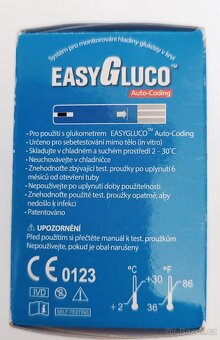 Systém pro monitorování hladiny glukózy v krvi
EASYGLUCO™
Auto-Coding
- Pro použití s glukometrem EASYGLUCO™ Auto-Coding
- Určeno pro sebetestování mimo tělo (in vitro)
- Skladujte v chladném a suchém prostředí 2 - 30˚C
- Neuchovávejte v chladničce
- Znehodnoťte zbývající test. proužky po uplynutí 6
měsíců od otevření tuby
- Nepoužívejte po uplynutí doby použitelnosti
- Znehodnoťte použité test. proužky opatrně, aby
nedošlo k kontaminaci
- Patentováno
⚠ UPOZORNĚNÍ
Před použitím si přečtěte manuál k test. proužkům
Nepoužívejte, pokud je obal narušený
CE 0123
°C
°F
+30
86
+2
36
IVD
SELF TESTING